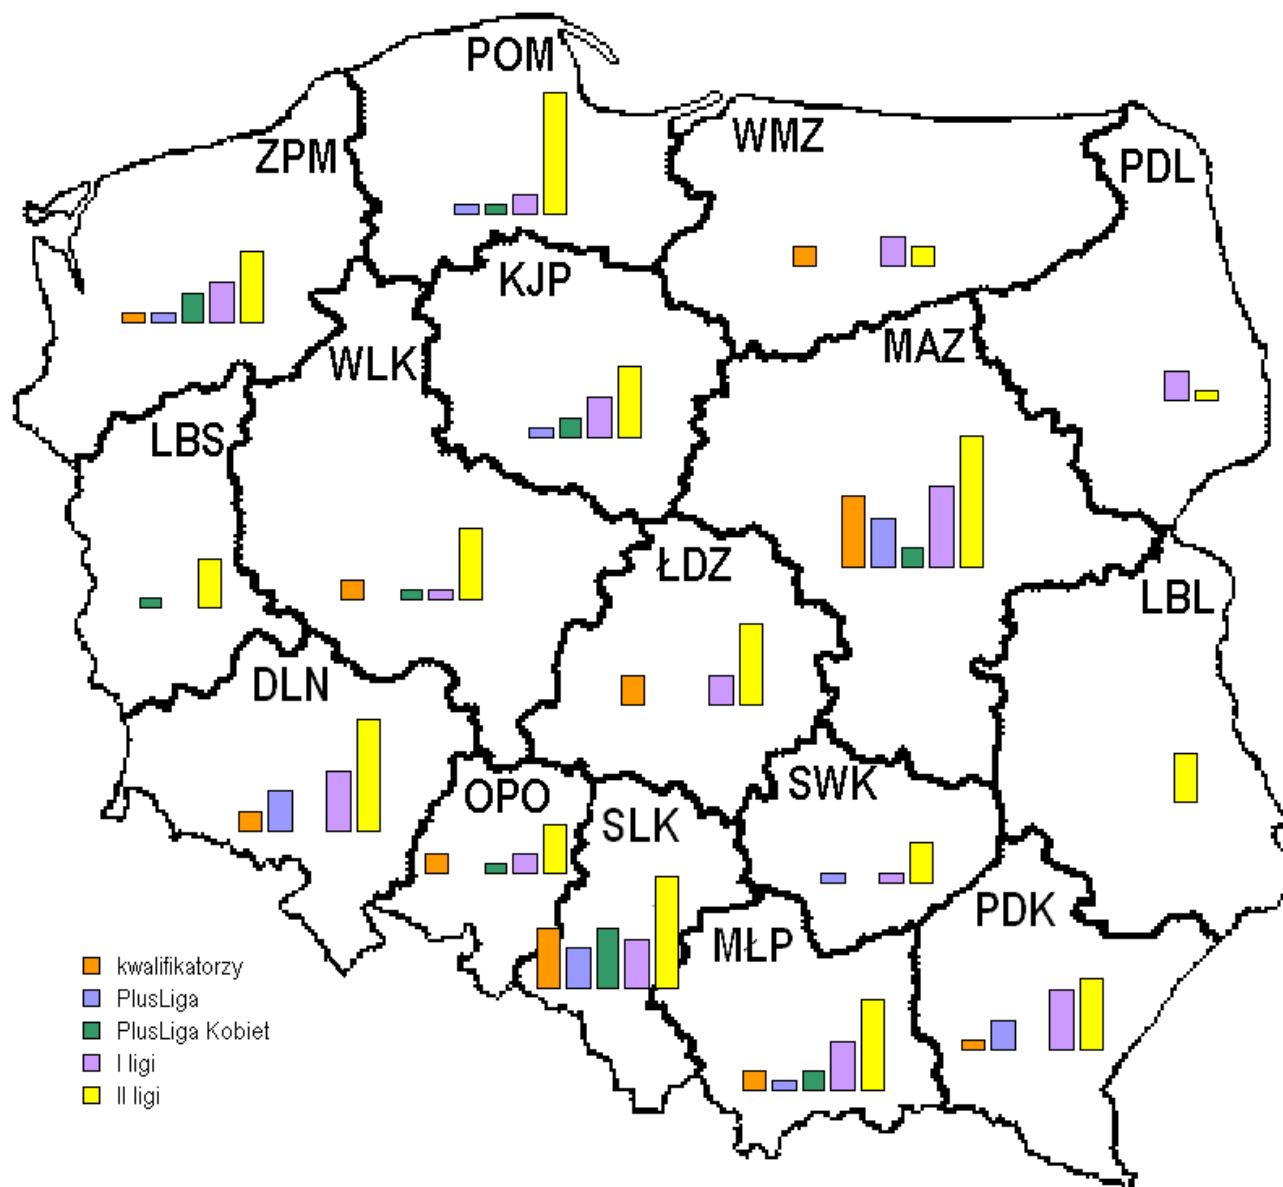 POM
WMZ
ZPM
PDL
KJP
MAZ
WLK
LBS
ŁDZ
LBL
DLN
OPO
SWK
SLK
PDK
MŁP
kwalifikatorzy
PlusLiga
PlusLiga Kobiet
I ligi
II ligi